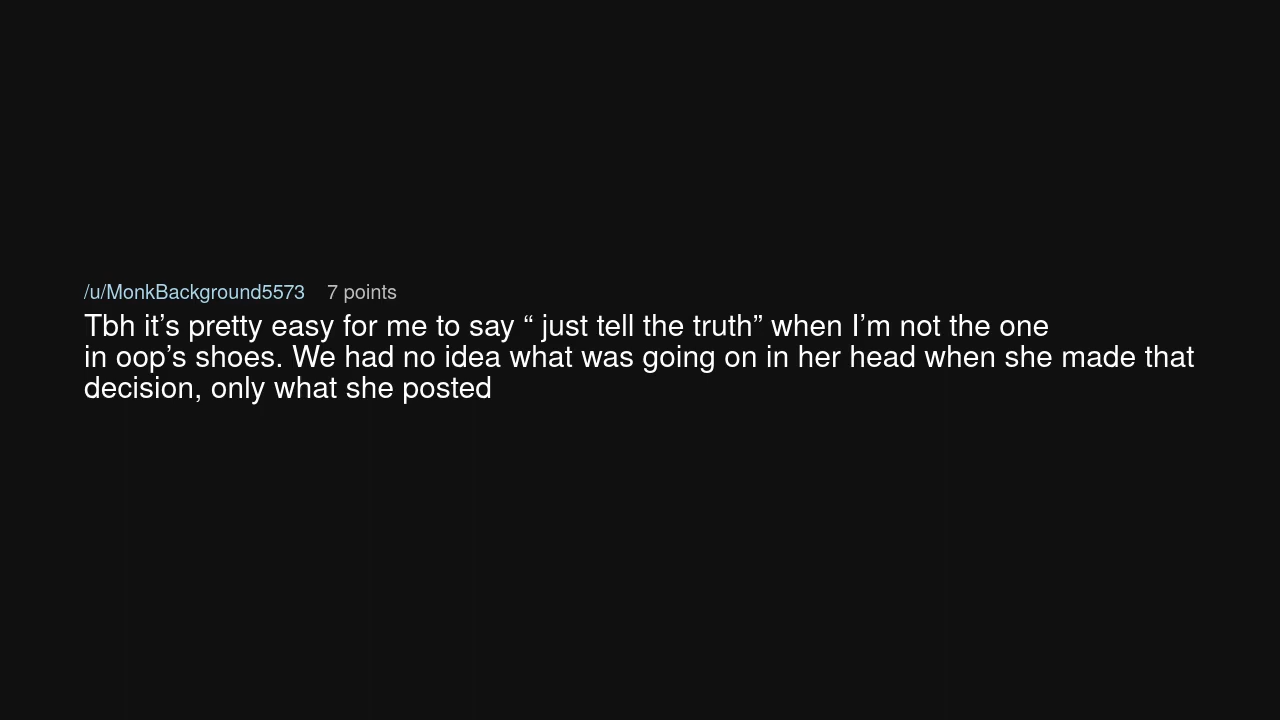 /u/MonkBackground5573 7 points
Tbh it’s pretty easy for me to say “ just tell the truth” when I’m not the one
in oop’s shoes. We had no idea what was going on in her head when she made that
decision, only what she posted